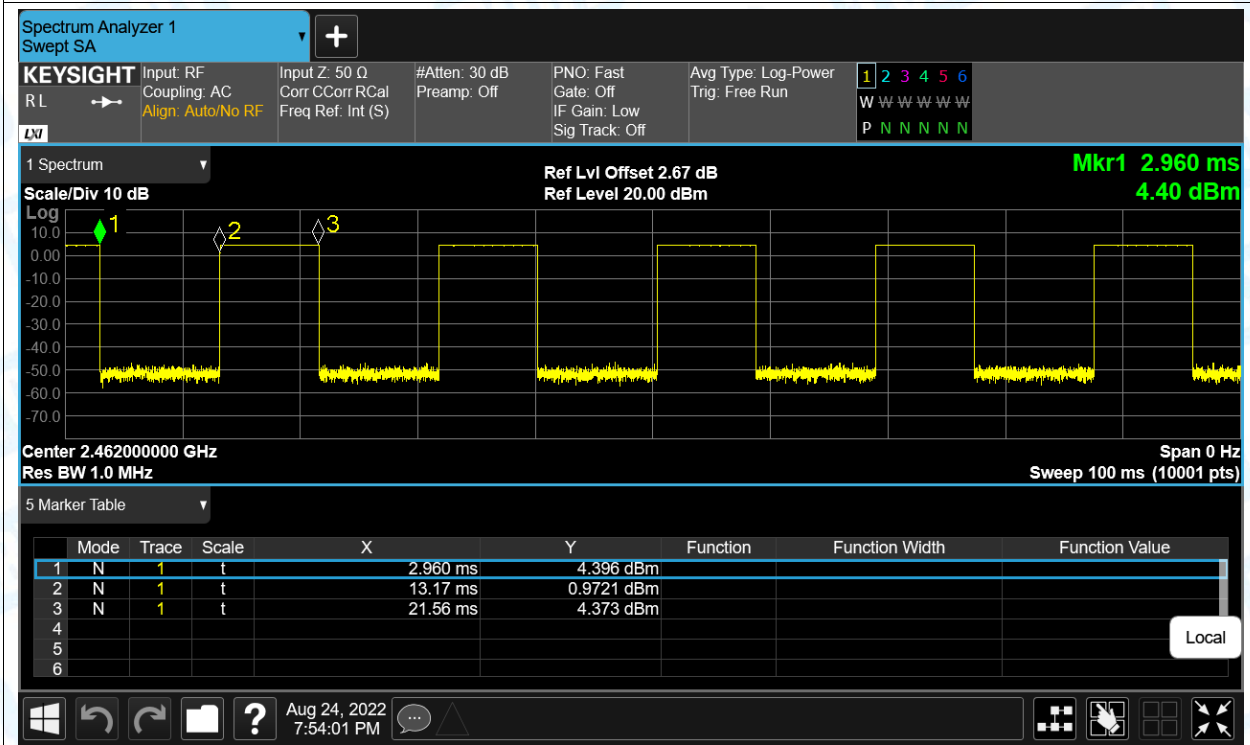 Spectrum Analyzer 1
Swept SA
+
KEYSIGHT Input: RF Input Z: 50 Ω #Atten: 30 dB PNO: Fast Avg Type: Log-Power 1 2 3 4 5 6
R L Coupling: AC Corr CCorr RCal Preamp: Off Gate: Off Trig: Free Run W W W W W W
Align: Auto/No RF Freq Ref: Int (S) IF Gain: Low P N N N N N
LXI Sig Track: Off
1 Spectrum Ref Lvl Offset 2.67 dB Mkr1 2.960 ms
Scale/Div 10 dB Ref Level 20.00 dBm 4.40 dBm
Log
1 2 3
10.0
0.00
-10.0
-20.0
-30.0
-40.0
-50.0
-60.0
-70.0
Center 2.462000000 GHz Span 0 Hz
Res BW 1.0 MHz Sweep 100 ms (10001 pts)
5 Marker Table
Mode Trace Scale X Y Function Function Width Function Value
1 N 1 t 2.960 ms 4.396 dBm
2 N 1 t 13.17 ms 0.9721 dBm
3 N 1 t 21.56 ms 4.373 dBm
4
5
6
Local
? Aug 24, 2022
7:54:01 PM